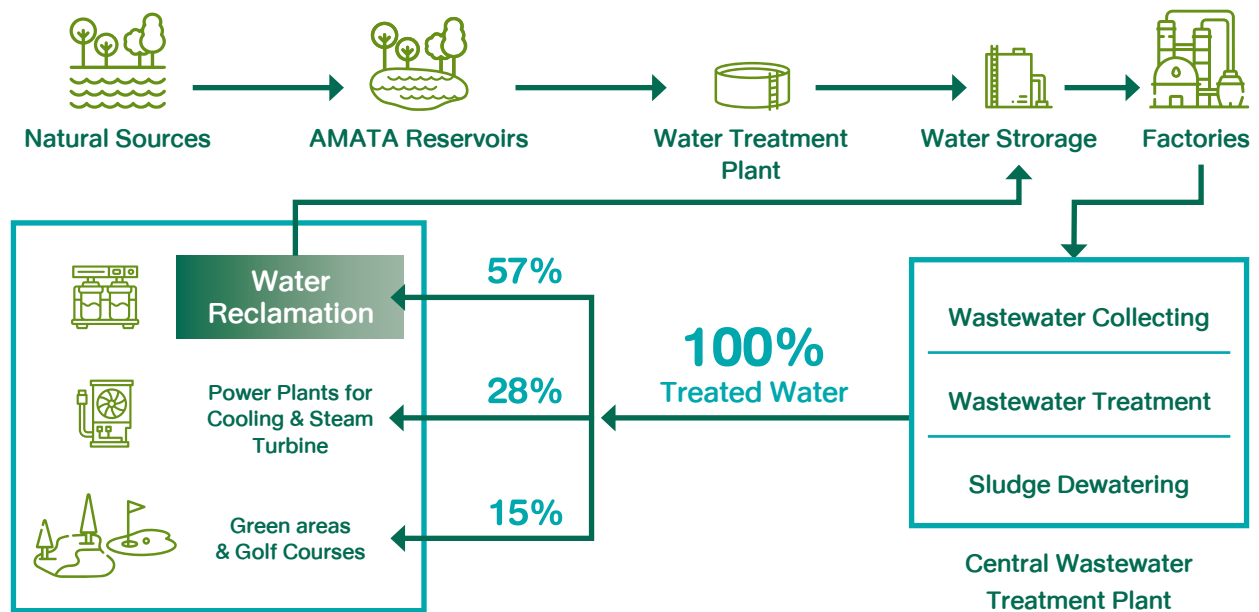 Natural Sources
AMATA Reservoirs
Water Treatment
Plant
Water Strorage
Factories
Water
Reclamation
57%
Power Plants for
Cooling & Steam
Turbine
28%
Green areas
& Golf Courses
15%
100%
Treated Water
Wastewater Collecting
Wastewater Treatment
Sludge Dewatering
Central Wastewater
Treatment Plant